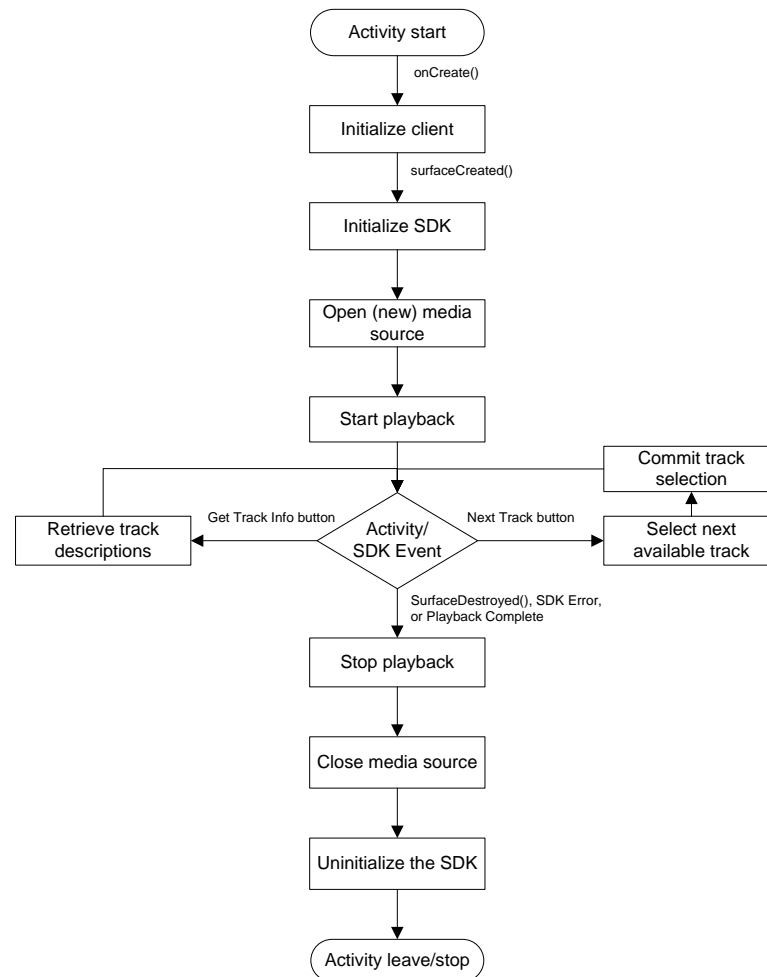 Activity start
onCreate()
Initialize client
surfaceCreated()
Initialize SDK
Open (new) media
source
Start playback
Commit track
selection
Get Track Info button
Next Track button
Retrieve track
descriptions
Activity/
SDK Event
Select next
available track
SurfaceDestroyed(), SDK Error,
or Playback Complete
Stop playback
Close media source
Uninitialize the SDK
Activity leave/stop